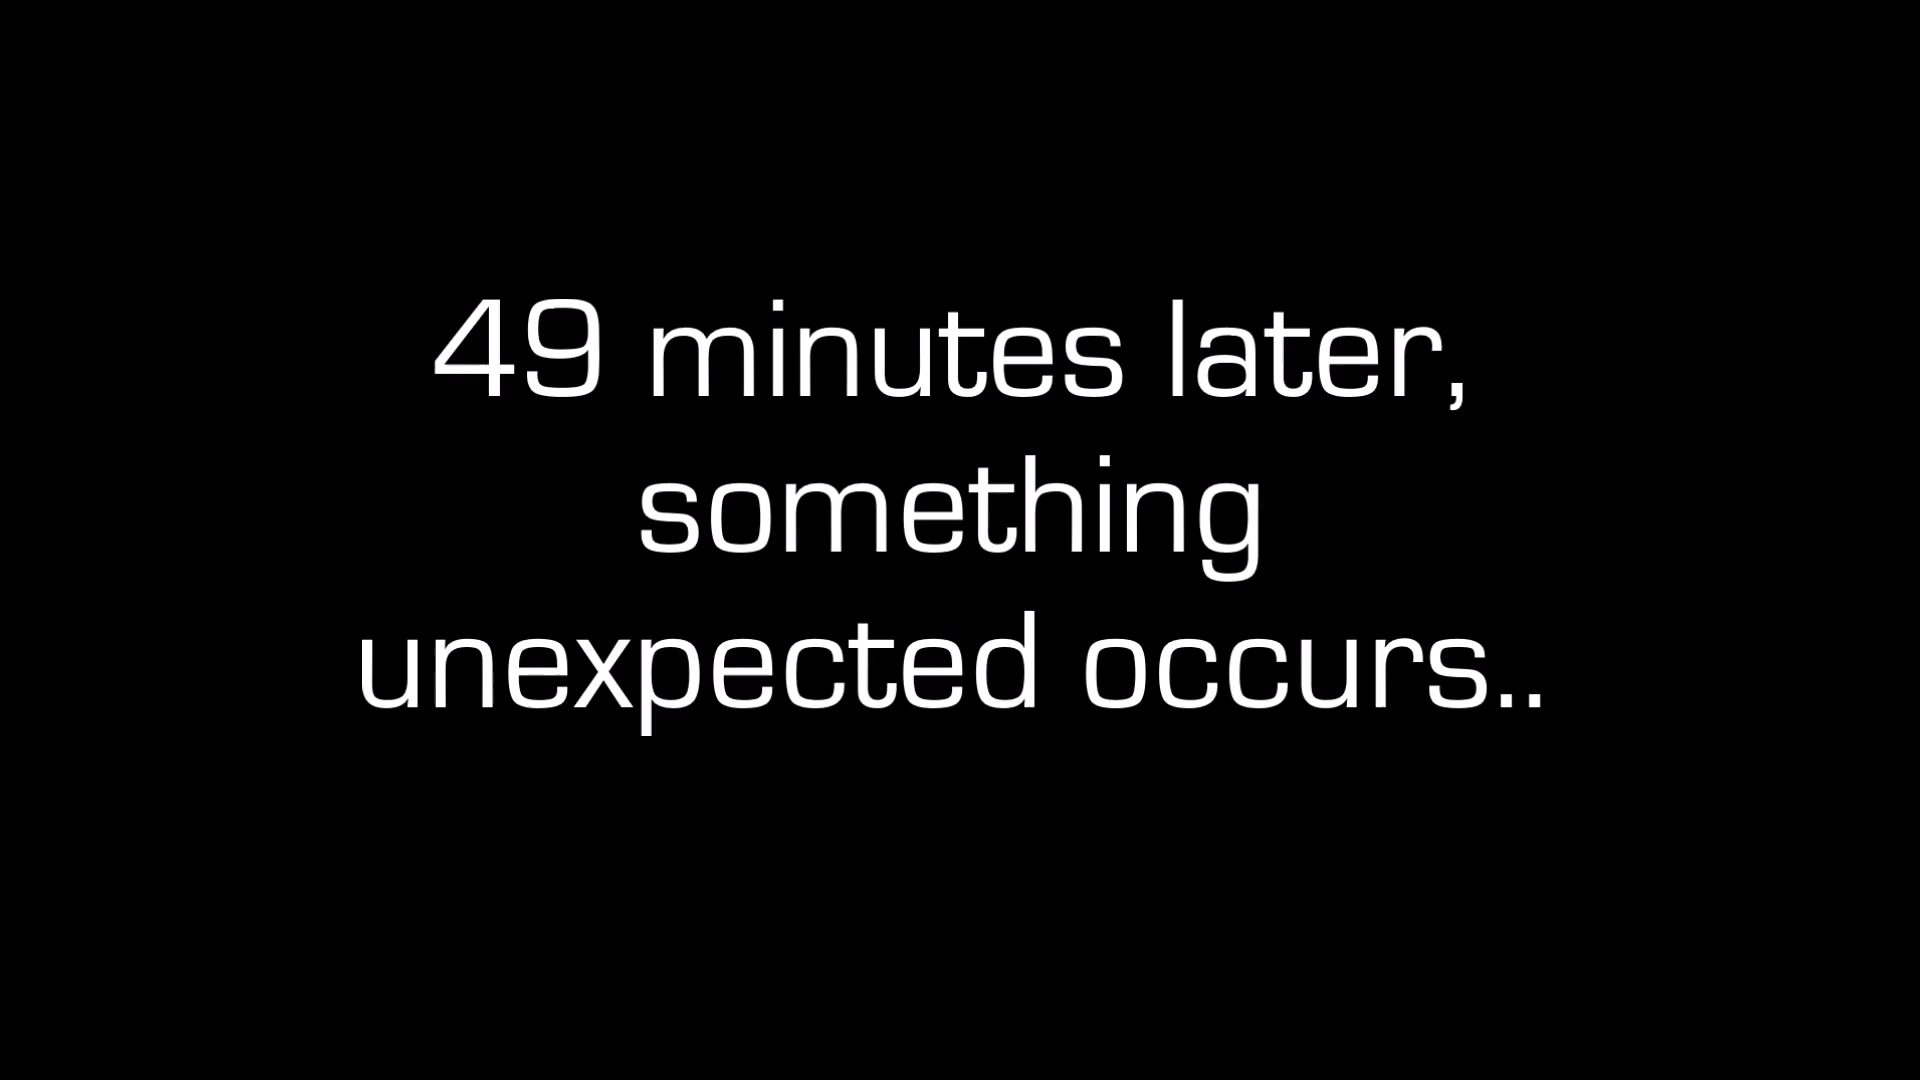 49 minutes later,
something
unexpected occurs..